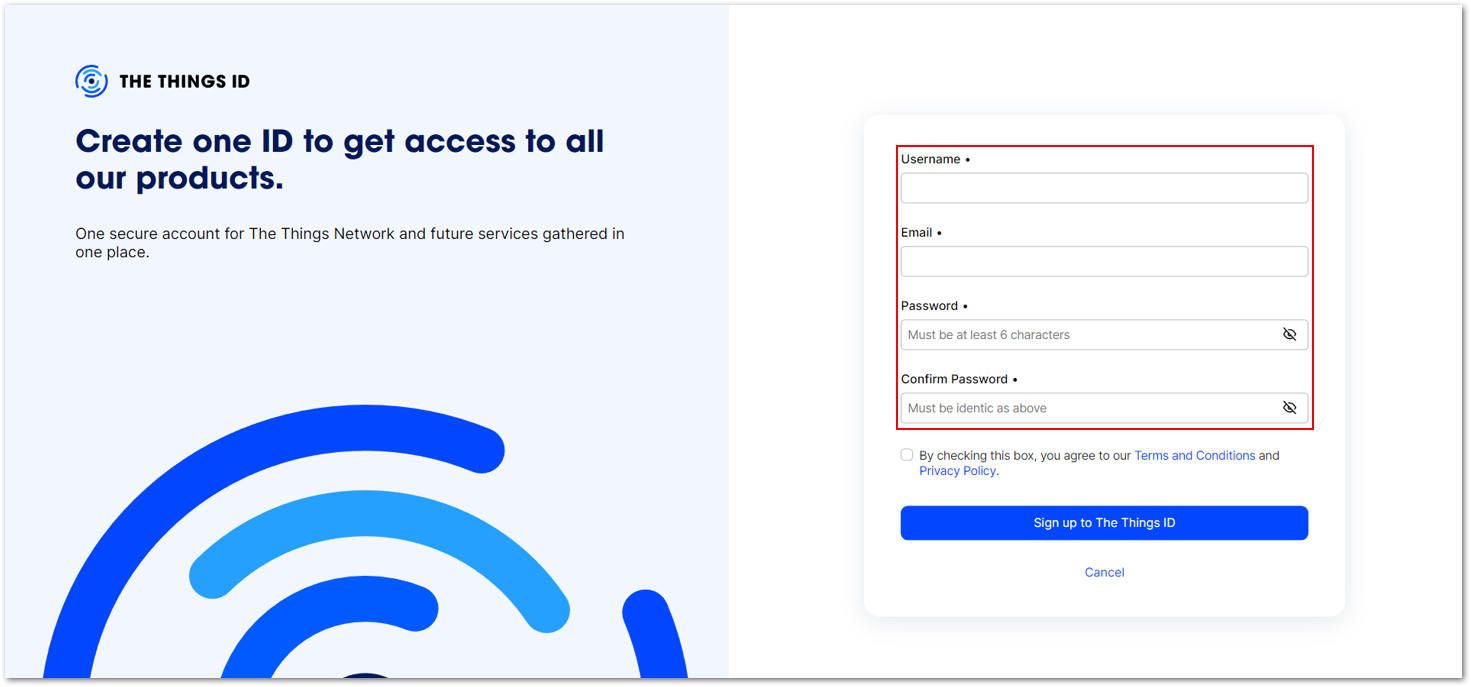 THE THINGS ID
Create one ID to get access to all
our products.
One secure account for The Things Network and future services gathered in
one place.
Username •
Email •
Password •
Must be at least 6 characters
Confirm Password •
Must be identic as above
By checking this box, you agree to our Terms and Conditions and
Privacy Policy.
Sign up to The Things ID
Cancel